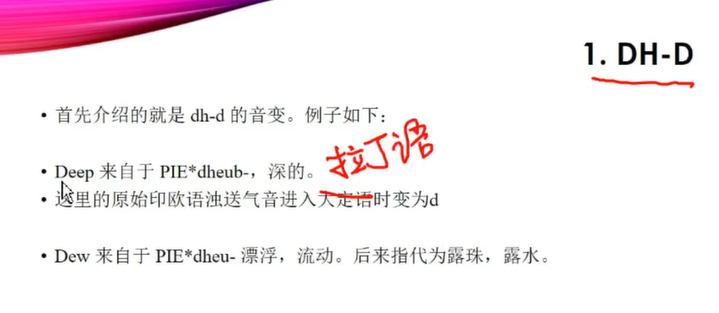 1. DH-D
• 首先介绍的就是 dh-d 的音变。例子如下：
拉丁语
• Deep 来自于 PIE*dheub-，深的。
• 这里的原始印欧语浊送气音进入大定语时变为d
• Dew 来自于 PIE*dheu- 漂浮，流动。后来指代为露珠，露水。